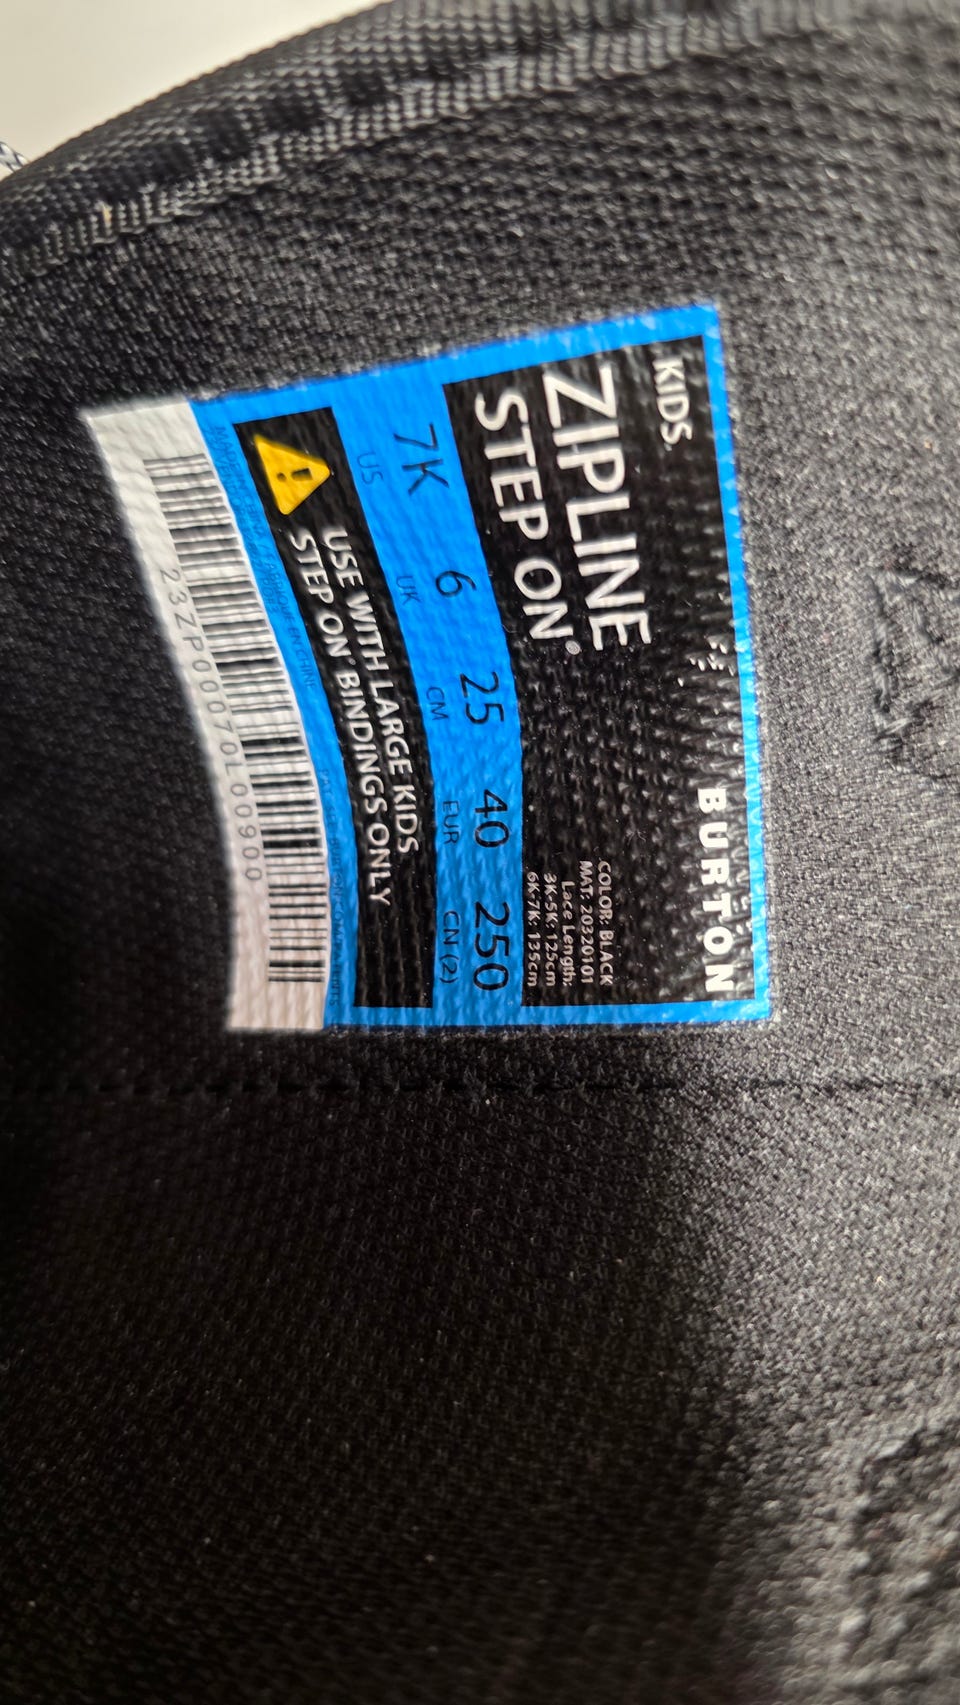 KIDS
BURTON
ZIPLINE
STEP ON®
COLOR: BLACK
MAT: 20320101
Lace Length:
3K-5K: 125cm
6K-7K: 135cm
7K 6 25 40 250
US UK CM EUR CN (2)
USE WITH LARGE KIDS
STEP ON® BINDINGS ONLY
23ZP00070L00900